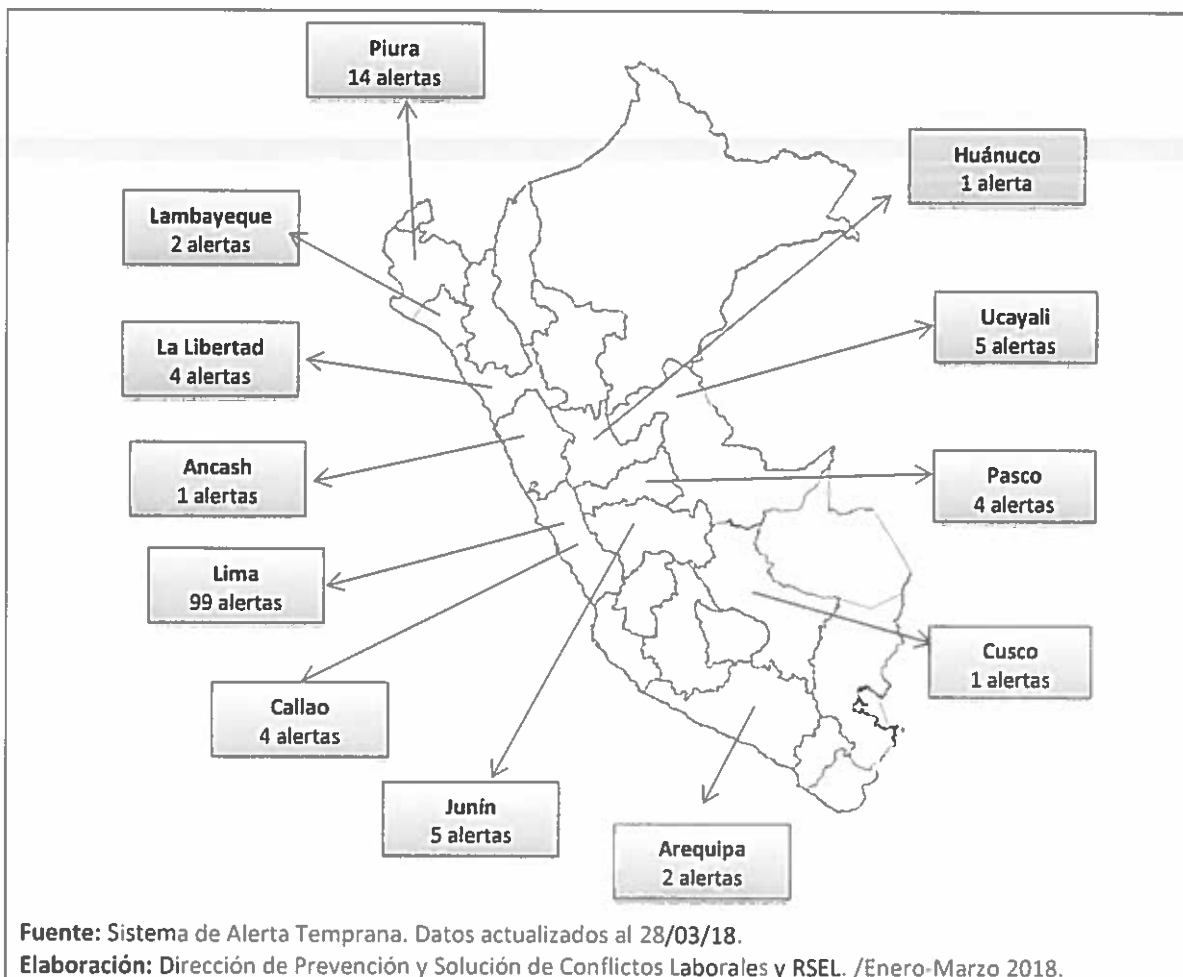 Piura
14 alertas
Huánuco
1 alerta
Lambayeque
2 alertas
Ucayali
5 alertas
La Libertad
4 alertas
Ancash
1 alertas
Pasco
4 alertas
Lima
99 alertas
Cusco
1 alertas
Callao
4 alertas
Junín
5 alertas
Arequipa
2 alertas
Fuente: Sistema de Alerta Temprana. Datos actualizados al 28/03/18.
Elaboración: Dirección de Prevención y Solución de Conflictos Laborales y RSEL. /Enero-Marzo 2018.